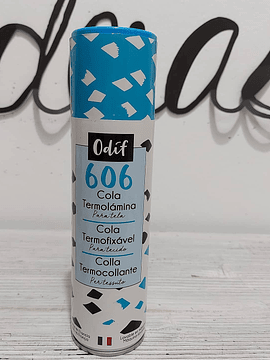 Odif
606
Cola
Termolámina
Para tela
Cola
Termofixável
Para tecido
Colla
Termocollante
Per tessuto